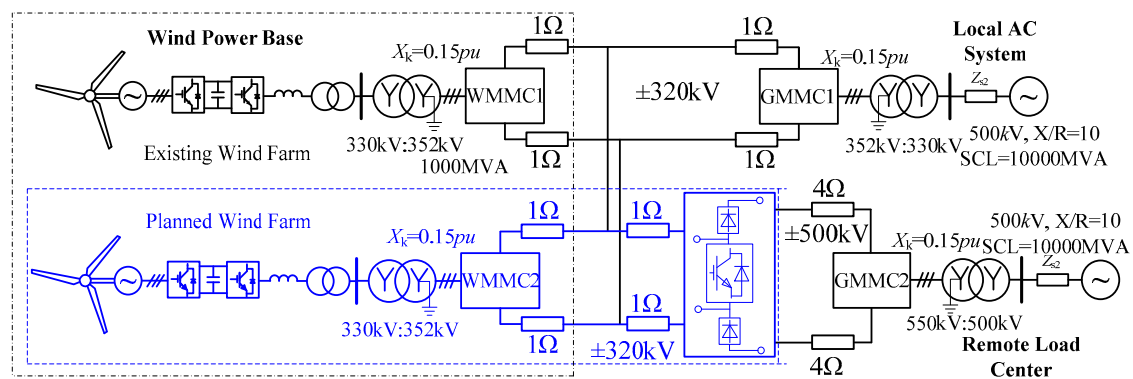 1Ω
1Ω
Wind Power Base
Xk=0.15pu
Xk=0.15pu
Local AC
System
Zs2
WMMC1
±320kV
GMMC1
330kV:352kV
1000MVA
352kV:330kV
500kV, X/R=10
SCL=10000MVA
Existing Wind Farm
1Ω
1Ω
Planned Wind Farm
1Ω
1Ω
4Ω
±500kV
500kV, X/R=10
SCL=10000MVA
Xk=0.15pu
Xk=0.15pu
Zs2
WMMC2
GMMC2
330kV:352kV
1Ω
1Ω
±320kV
4Ω
550kV:500kV
Remote Load
Center